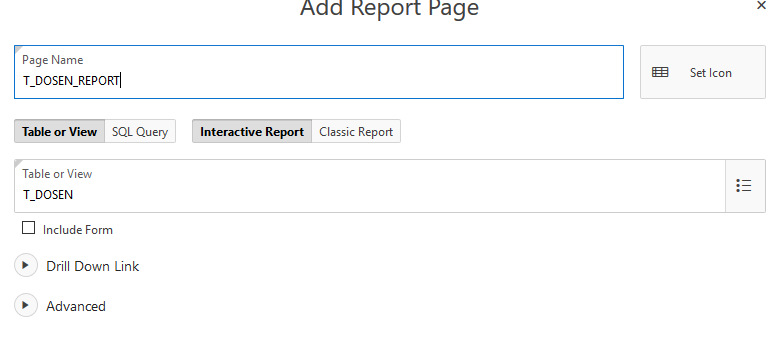 Add Report Page
Page Name
T_DOSEN_REPORT
Set Icon
Table or View SQL Query Interactive Report Classic Report
Table or View
T_DOSEN
Include Form
Drill Down Link
Advanced